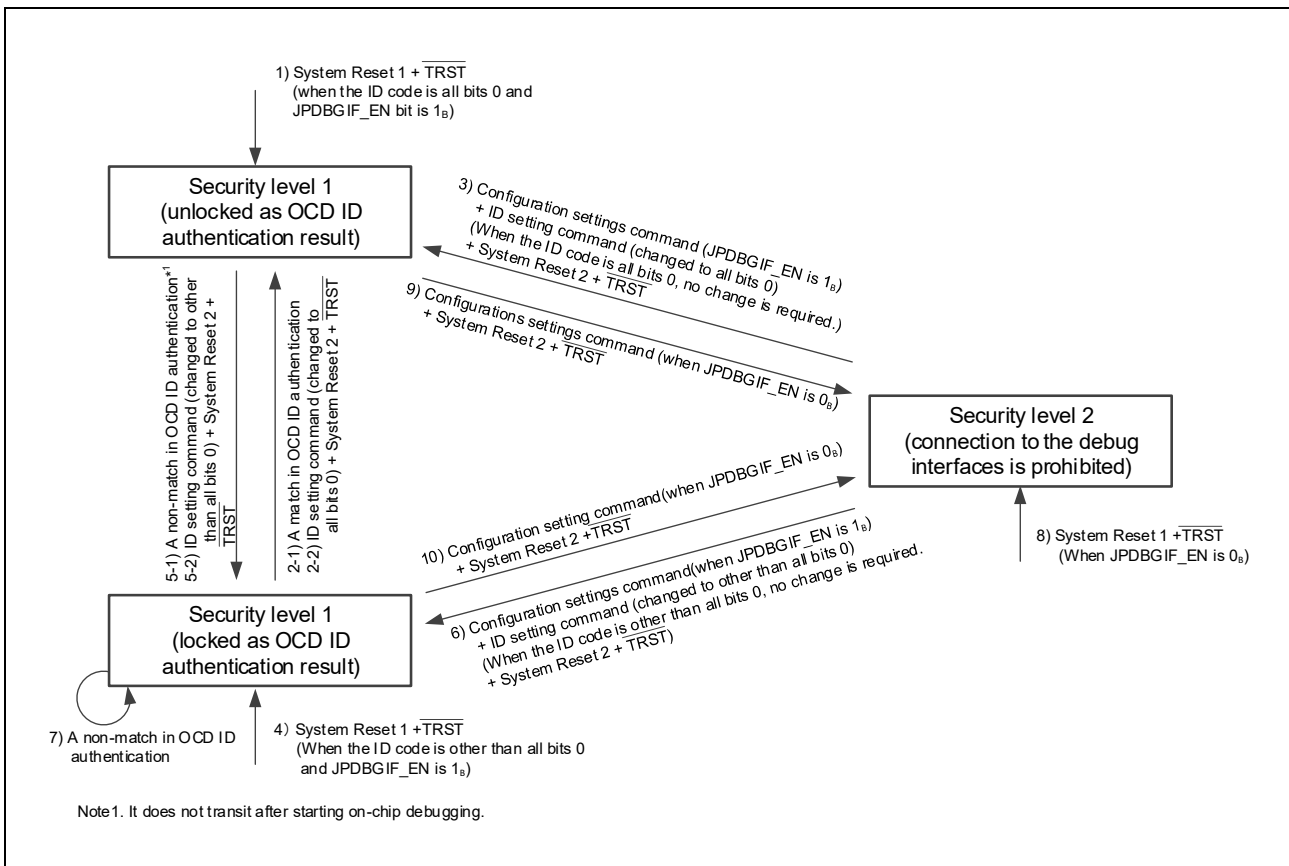 1) System Reset 1 + TRST
(when the ID code is all bits 0 and
JPDBGIF_EN bit is 1B)
Security level 1
(unlocked as OCD ID
authentication result)
3) Configuration settings command (JPDBGIF_EN is 1B)
+ ID setting command (changed to all bits 0)
(When the ID code is all bits 0, no change is required.)
+ System Reset 2 + TRST
9) Configurations settings command (when JPDBGIF_EN is 0B)
+ System Reset 2 + TRST
5-1) A non-match in OCD ID authentication*1
5-2) ID setting command (changed to other
than all bits 0) + System Reset 2 +
TRST
2-1) A match in OCD ID authentication
2-2) ID setting command (changed to
all bits 0) + System Reset 2 + TRST
Security level 2
(connection to the debug
interfaces is prohibited)
10) Configuration setting command(when JPDBGIF_EN is 0B)
+ System Reset 2 +TRST
6) Configuration settings command(when JPDBGIF_EN is 1B)
+ ID setting command (changed to other than all bits 0)
(When the ID code is other than all bits 0, no change is required.
+ System Reset 2 + TRST)
8) System Reset 1 +TRST
(When JPDBGIF_EN is 0B)
Security level 1
(locked as OCD ID
authentication result)
7) A non-match in OCD ID
authentication
4) System Reset 1 +TRST
(When the ID code is other than all bits 0
and JPDBGIF_EN is 1B)
Note1. It does not transit after starting on-chip debugging.